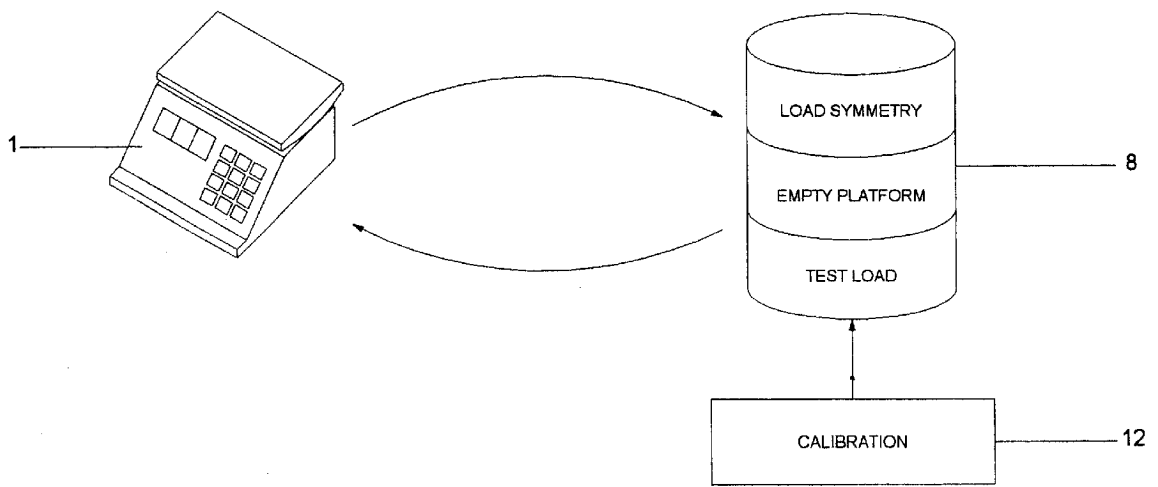 LOAD SYMMETRY
1
8
EMPTY PLATFORM
TEST LOAD
CALIBRATION
12